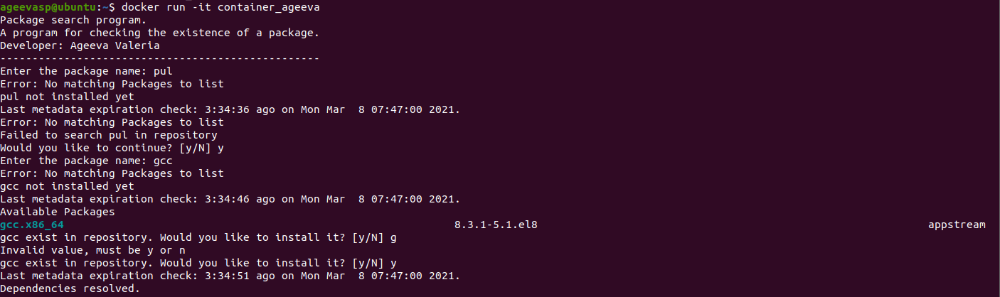 ageevasp@ubuntu:~$ docker run -it container_ageeva
Package search program.
A program for checking the existence of a package.
Developer: Ageeva Valeria
--------------------------------------------------
Enter the package name: pul
Error: No matching Packages to list
pul not installed yet
Last metadata expiration check: 3:34:36 ago on Mon Mar  8 07:47:00 2021.
Error: No matching Packages to list
Failed to search pul in repository
Would you like to continue? [y/N] y
Enter the package name: gcc
Error: No matching Packages to list
gcc not installed yet
Last metadata expiration check: 3:34:46 ago on Mon Mar  8 07:47:00 2021.
Available Packages
gcc.x86_64 8.3.1-5.1.el8 appstream
gcc exist in repository. Would you like to install it? [y/N] g
Invalid value, must be y or n
gcc exist in repository. Would you like to install it? [y/N] y
Last metadata expiration check: 3:34:51 ago on Mon Mar  8 07:47:00 2021.
Dependencies resolved.